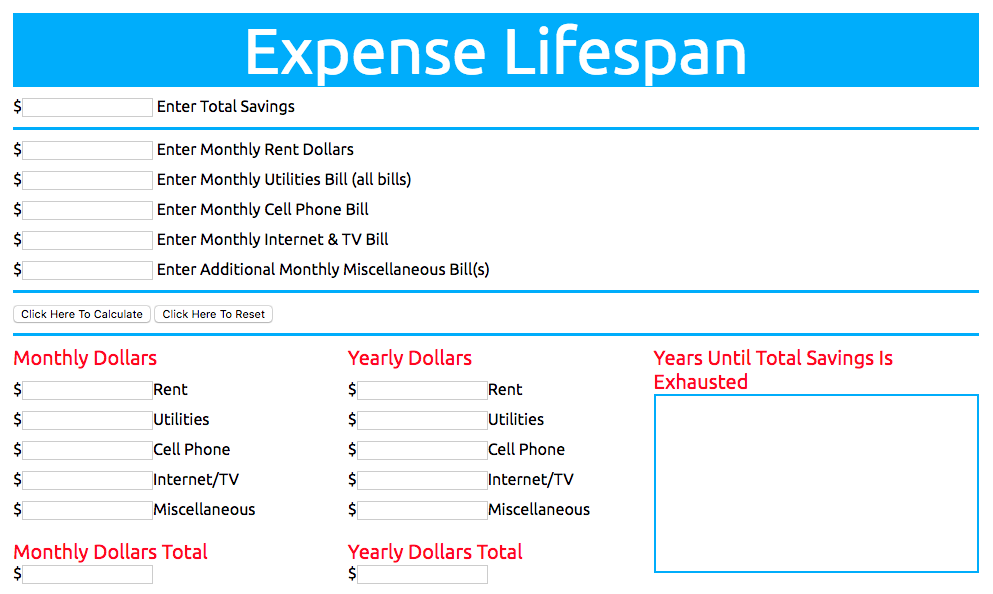 Expense Lifespan
$ Enter Total Savings
$ Enter Monthly Rent Dollars
$ Enter Monthly Utilities Bill (all bills)
$ Enter Monthly Cell Phone Bill
$ Enter Monthly Internet & TV Bill
$ Enter Additional Monthly Miscellaneous Bill(s)
Click Here To Calculate Click Here To Reset
Monthly Dollars
$ Rent
$ Utilities
$ Cell Phone
$ Internet/TV
$ Miscellaneous
Monthly Dollars Total
$
Yearly Dollars
$ Rent
$ Utilities
$ Cell Phone
$ Internet/TV
$ Miscellaneous
Yearly Dollars Total
$
Years Until Total Savings Is
Exhausted